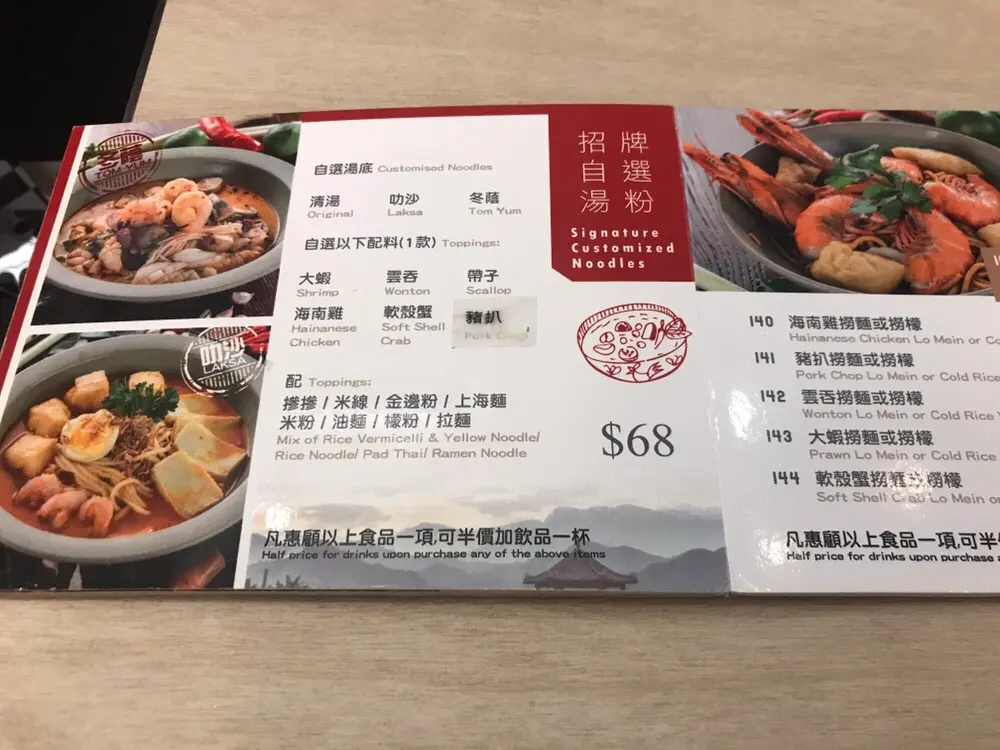 冬蔭
TOM YUM
叻沙
LAKSA
自選湯底 Customised Noodles
清湯 叻沙 冬蔭
Original Laksa Tom Yum
自選以下配料(1款) Toppings:
大蝦 雲吞 帶子
Shrimp Wonton Scallop
海南雞 軟殼蟹 豬扒
Hainanese Soft Shell Pork Chop
Chicken Crab
配 Toppings:
摻摻 / 米線 / 金邊粉 / 上海麵
米粉 / 油麵 / 檬粉 / 拉麵
Mix of Rice Vermicelli & Yellow Noodle/
Rice Noodle/ Pad Thai/ Ramen Noodle
凡惠顧以上食品一項,可半價加飲品一杯
Half price for drinks upon purchase any of the above items
招牌
自選
湯粉
Signature
Customized
Noodles
$68
140 海南雞撈麵或撈檬
Hainanese Chicken Lo Mein or
141 豬扒撈麵或撈檬
Pork Chop Lo Mein or Cold Rice
142 雲吞撈麵或撈檬
Wonton Lo Mein or Cold Rice
143 大蝦撈麵或撈檬
Prawn Lo Mein or Cold Rice
144 軟殼蟹撈麵或撈檬
Soft Shell Crab Lo Mein or
凡惠顧以上食品一項,可半
Half price for drinks upon purchase